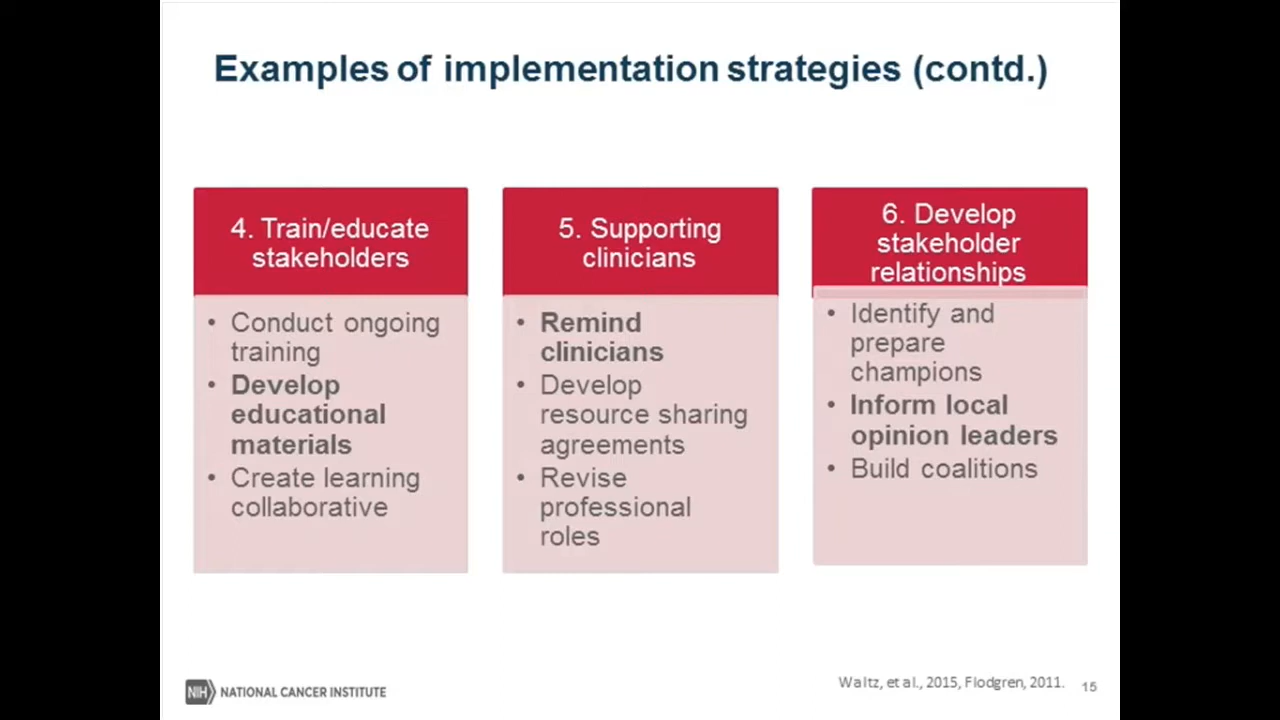 Examples of implementation strategies (contd.)
4. Train/educate
stakeholders
• Conduct ongoing
training
• Develop
educational
materials
• Create learning
collaborative
5. Supporting
clinicians
• Remind
clinicians
• Develop
resource sharing
agreements
• Revise
professional
roles
6. Develop
stakeholder
relationships
• Identify and
prepare
champions
• Inform local
opinion leaders
• Build coalitions
NIH NATIONAL CANCER INSTITUTE
Waltz, et al., 2015, Flodgren, 2011.
15